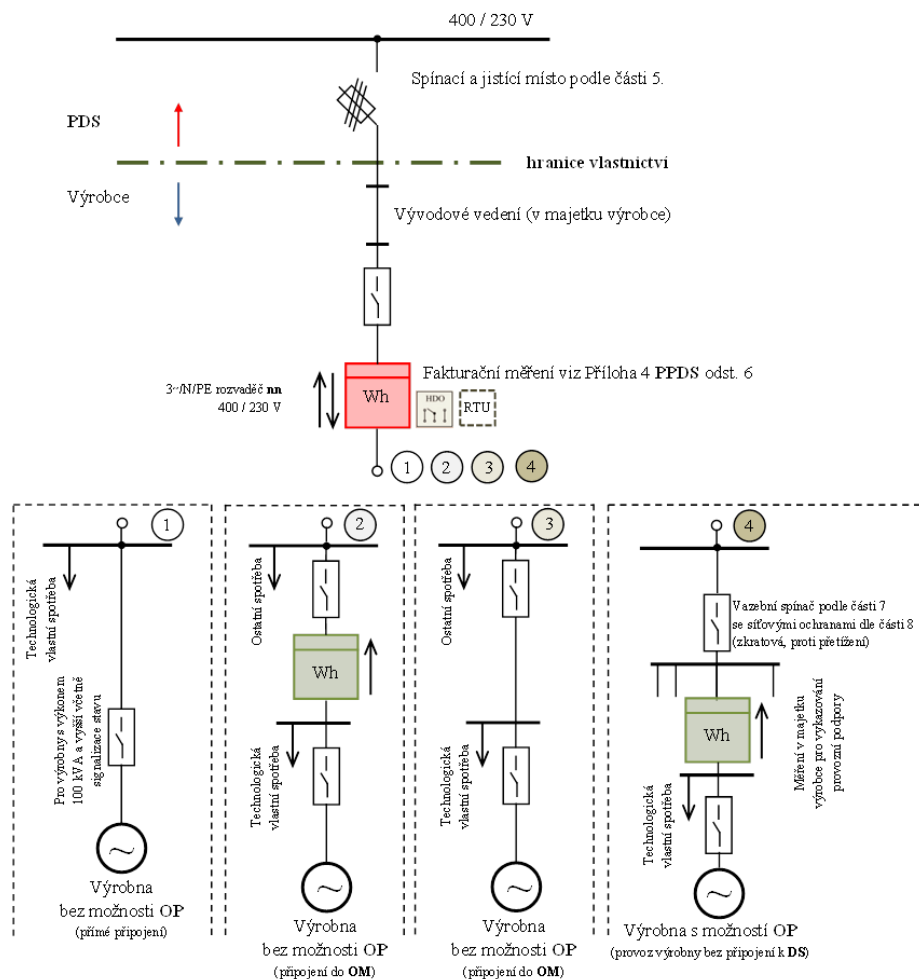 400 / 230 V
Spínací a jistící místo podle části 5.
PDS
hranice vlastnictví
Výrobce
Vývodové vedení (v majetku výrobce)
Fakturační měření viz Příloha 4 PPDS odst. 6
3~/N/PE rozvaděč nn
400 / 230 V
Wh
HDO
RTU
1
2
3
4
1
Technologická
vlastní spotřeba
Pro výrobny s výkonem
100 kVA a vyšší včetně
signalizace stavu
Výrobna
bez možnosti OP
(přímé připojení)
2
Ostatní spotřeba
Wh
Technologická
vlastní spotřeba
Výrobna
bez možnosti OP
(připojení do OM)
3
Ostatní spotřeba
Technologická
vlastní spotřeba
Výrobna
bez možnosti OP
(připojení do OM)
4
Vazební spínač podle části 7
se síťovými ochranami dle části 8
(zkratová, proti přetížení)
Wh
Měření v majetku
výrobce pro vykazování
provozní podpory
Technologická
vlastní spotřeba
Výrobna s možností OP
(provoz výrobny bez připojení k DS)